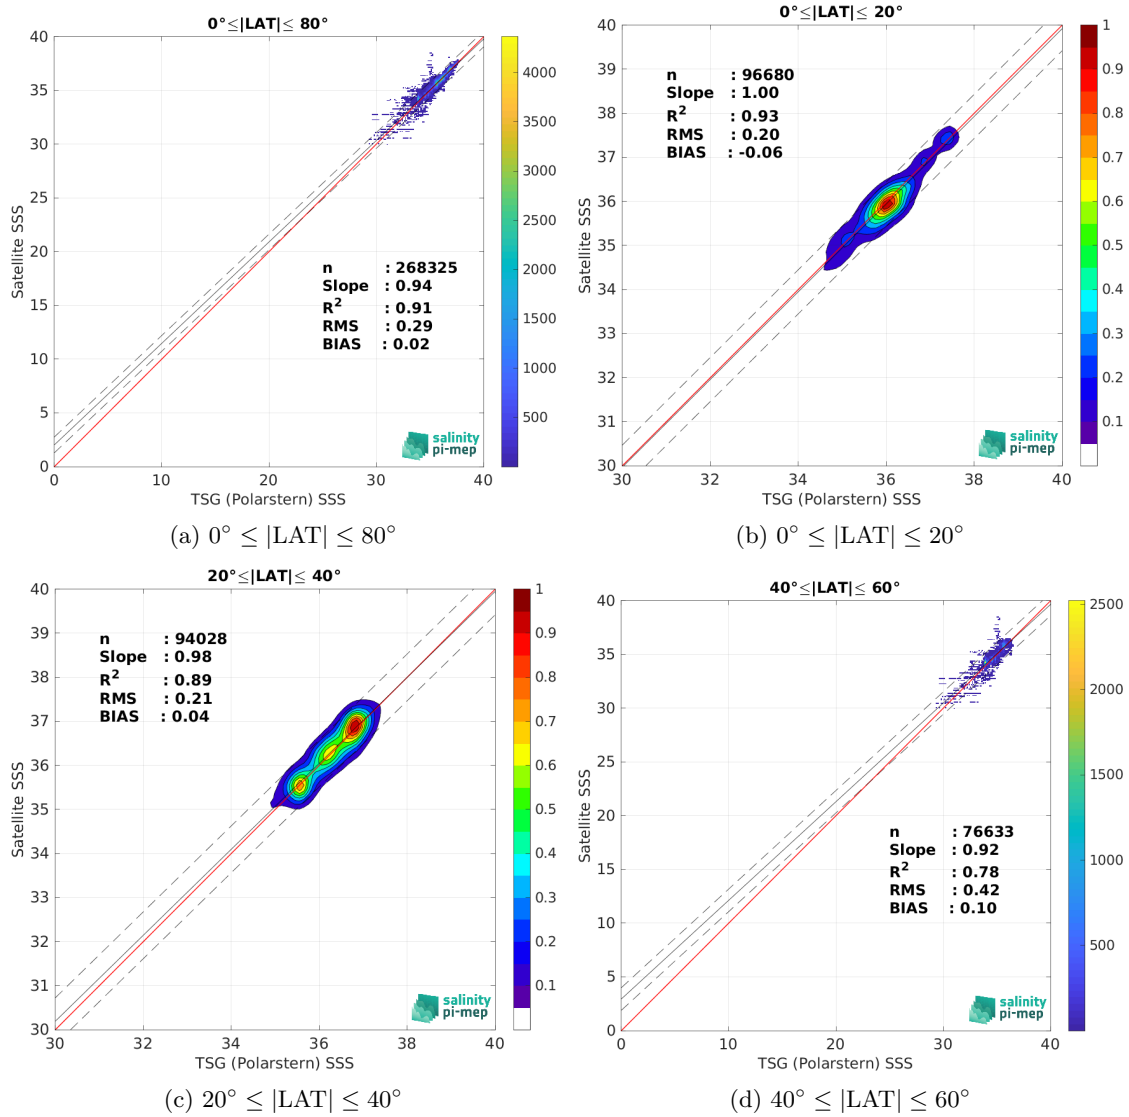 0°≤|LAT|≤ 80°
40
35
30
25
20
15
10
5
0
0
10
20
30
40
Satellite SSS
TSG (Polarstern) SSS
n : 268325
Slope : 0.94
R² : 0.91
RMS : 0.29
BIAS : 0.02
salinity
pi-mep
4000
3500
3000
2500
2000
1500
1000
500
(a) 0° ≤ |LAT| ≤ 80°
0°≤|LAT|≤ 20°
40
39
38
37
36
35
34
33
32
31
30
30
32
34
36
38
40
Satellite SSS
TSG (Polarstern) SSS
n : 96680
Slope : 1.00
R² : 0.93
RMS : 0.20
BIAS : -0.06
salinity
pi-mep
1
0.9
0.8
0.7
0.6
0.5
0.4
0.3
0.2
0.1
(b) 0° ≤ |LAT| ≤ 20°
20°≤|LAT|≤ 40°
40
39
38
37
36
35
34
33
32
31
30
30
32
34
36
38
40
Satellite SSS
TSG (Polarstern) SSS
n : 94028
Slope : 0.98
R² : 0.89
RMS : 0.21
BIAS : 0.04
salinity
pi-mep
1
0.9
0.8
0.7
0.6
0.5
0.4
0.3
0.2
0.1
(c) 20° ≤ |LAT| ≤ 40°
40°≤|LAT|≤ 60°
40
35
30
25
20
15
10
5
0
0
10
20
30
40
Satellite SSS
TSG (Polarstern) SSS
n : 76633
Slope : 0.92
R² : 0.78
RMS : 0.42
BIAS : 0.10
salinity
pi-mep
2500
2000
1500
1000
500
(d) 40° ≤ |LAT| ≤ 60°